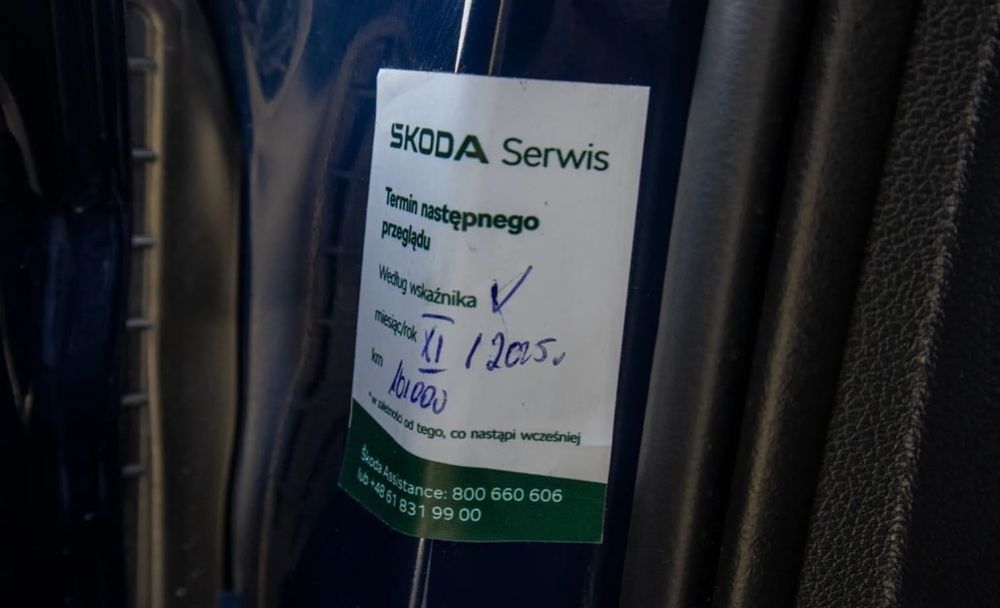 ŠKODA Serwis
Termin następnego
przeglądu
Według wskaźnika V
miesiąc/rok XI / 2025.
km 101000
*w zależności od tego, co nastąpi wcześniej
Škoda Assistance: 800 660 606
lub +48 61 831 99 00